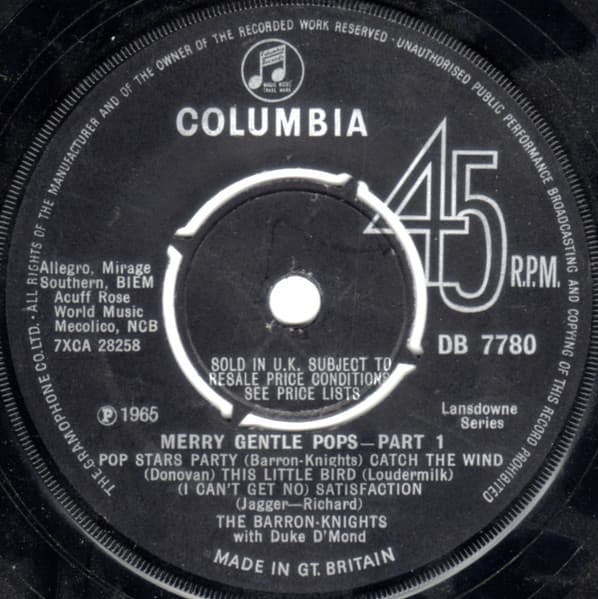 THE GRAMOPHONE CO. LTD. · ALL RIGHTS OF THE MANUFACTURER AND OF THE OWNER OF THE RECORDED WORK RESERVED · UNAUTHORISED PUBLIC PERFORMANCE BROADCASTING AND COPYING OF THIS RECORD PROHIBITED
MAGIC NOTES
TRADE MARK
COLUMBIA
45 R.P.M.
Allegro, Mirage
Southern, BIEM
Acuff Rose
World Music
Mecolico, NCB
7XCA 28258
DB 7780
SOLD IN U.K. SUBJECT TO
RESALE PRICE CONDITIONS
SEE PRICE LISTS
Ⓟ 1965
Lansdowne
Series
MERRY GENTLE POPS—PART 1
POP STARS PARTY (Barron-Knights) CATCH THE WIND
(Donovan) THIS LITTLE BIRD (Loudermilk)
(I CAN'T GET NO) SATISFACTION
(Jagger—Richard)
THE BARRON-KNIGHTS
with Duke D'Mond
MADE IN GT. BRITAIN